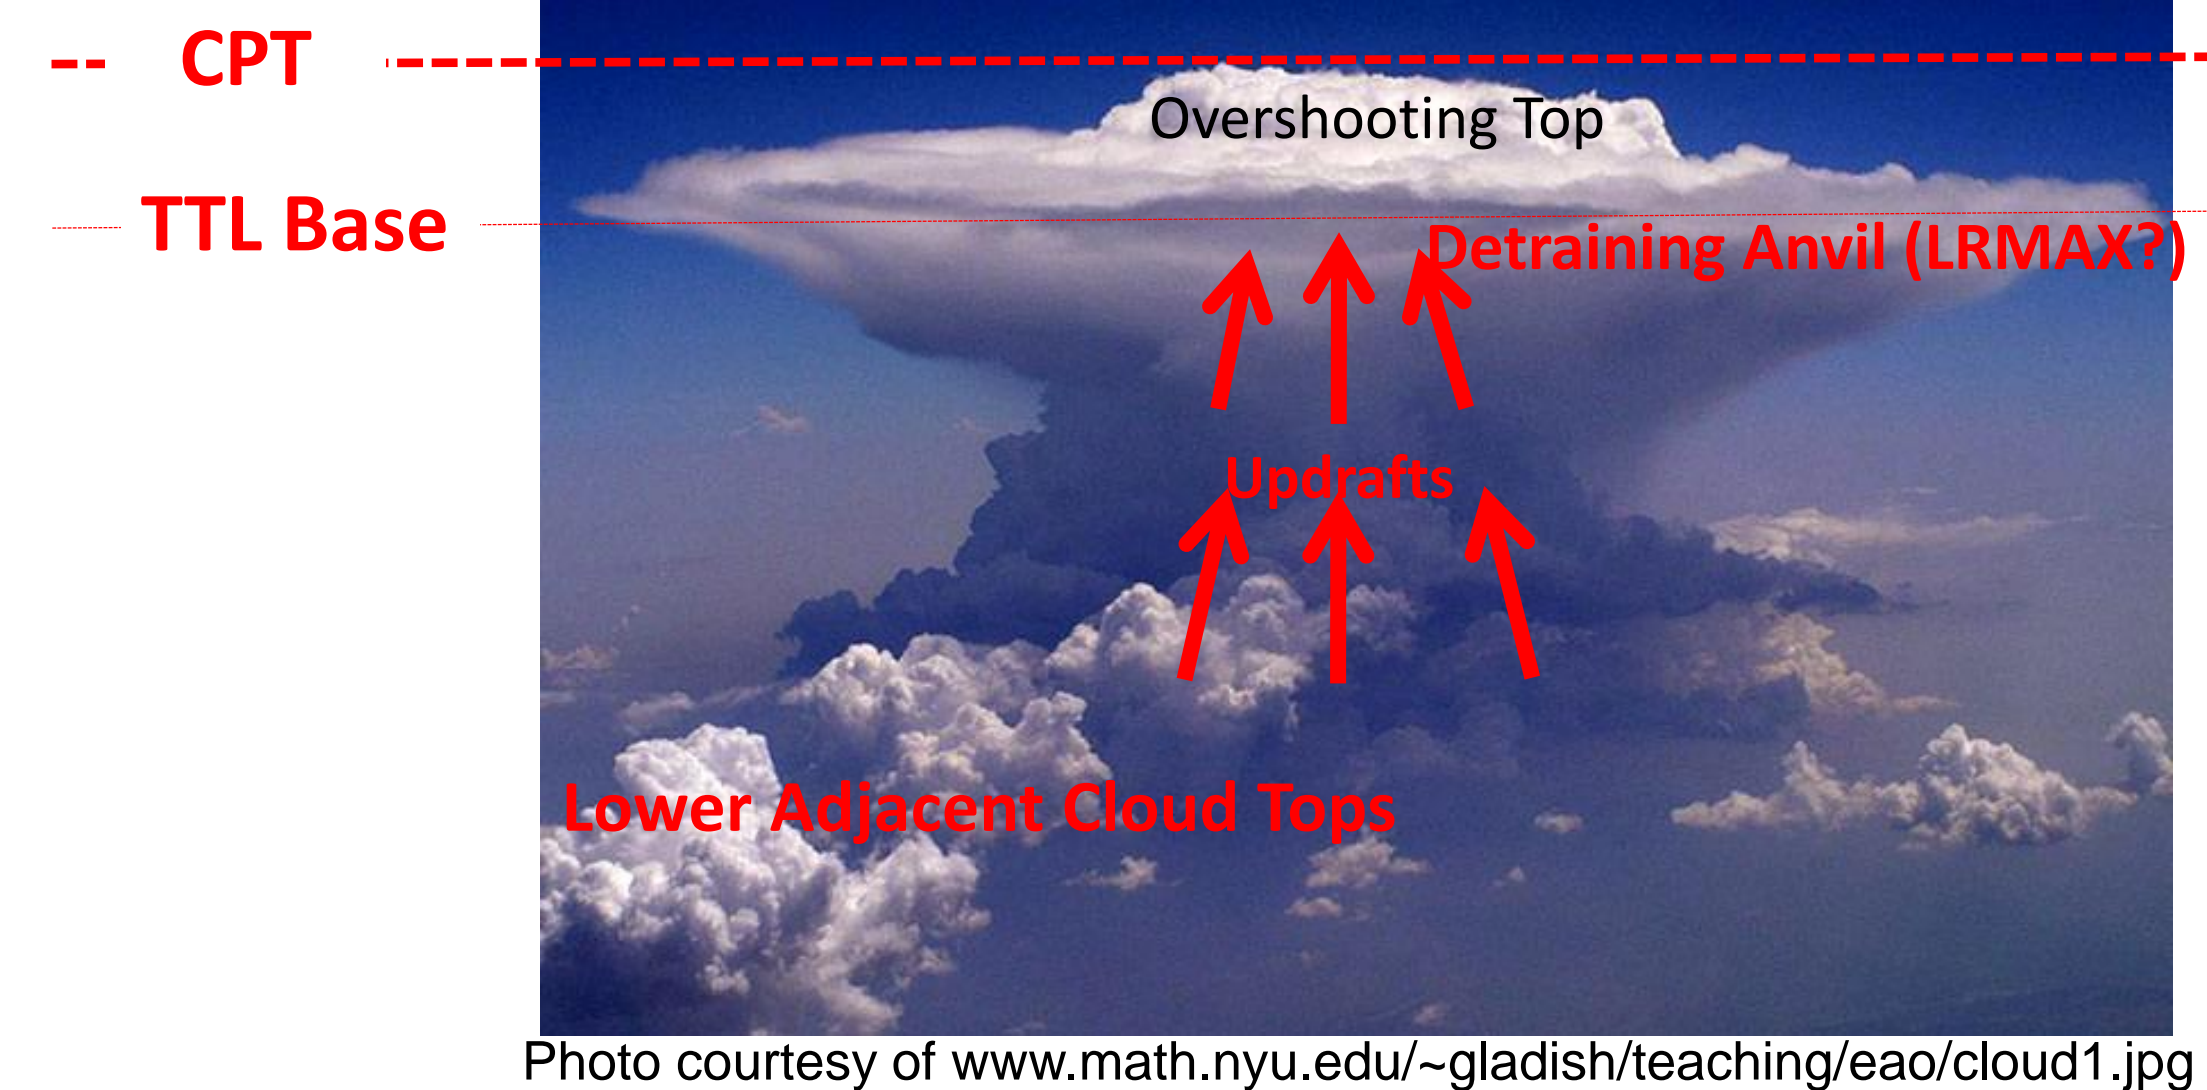 CPT
Overshooting Top
TTL Base
Detraining Anvil (LRMAX?)
Updrafts
Lower Adjacent Cloud Tops
Photo courtesy of www.math.nyu.edu/~gladish/teaching/eao/cloud1.jpg